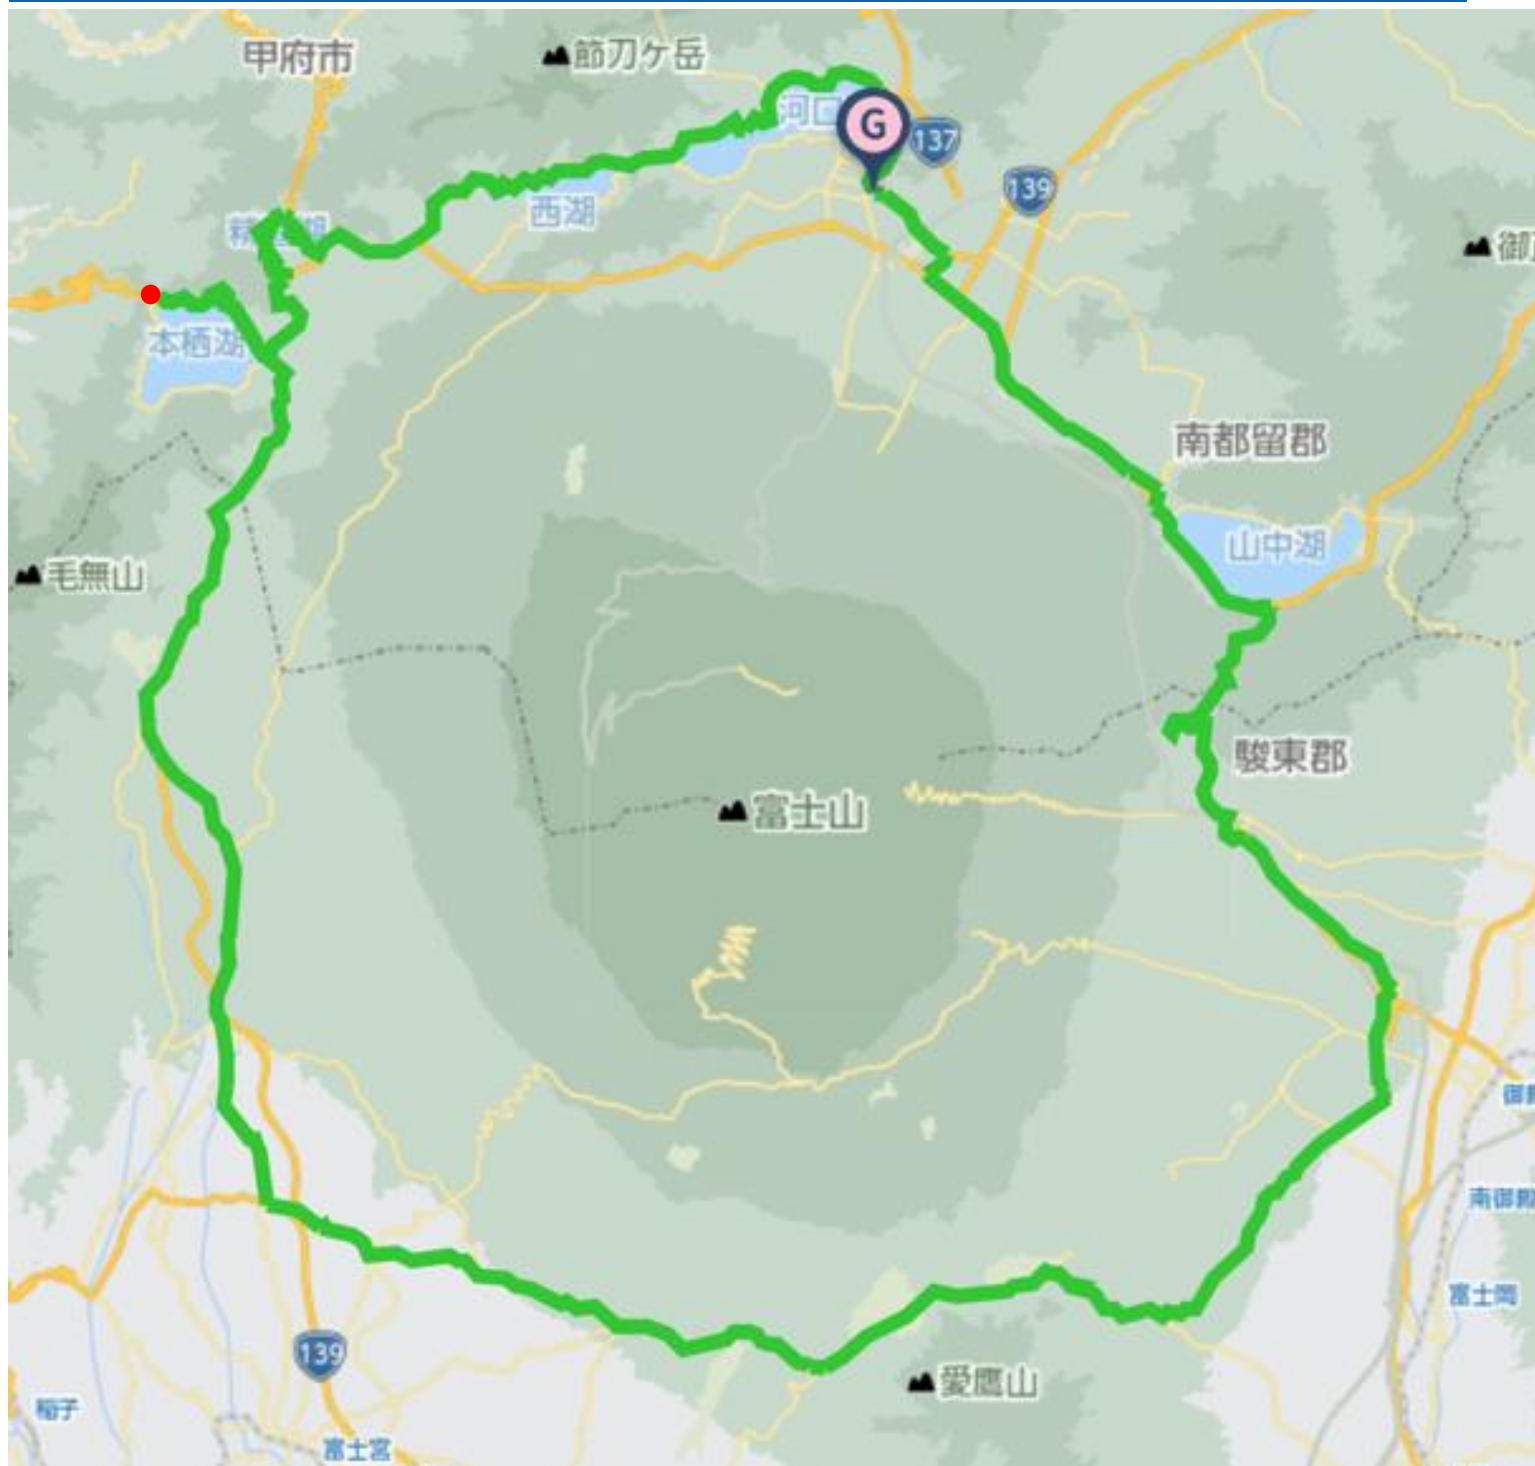 甲府市
節刀ヶ岳
河口
G
137
139
西湖
御
本栖湖
南都留郡
山中湖
毛無山
駿東郡
富士山
御殿
南御殿
富士岡
139
愛鷹山
稲子
富士宮